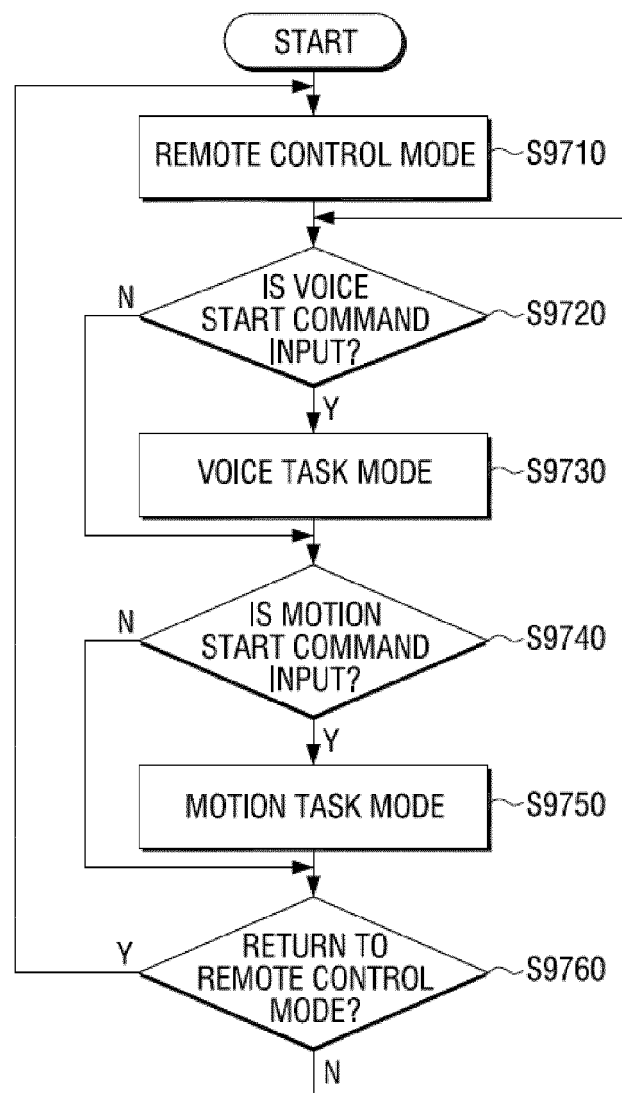 START
REMOTE CONTROL MODE
S9710
N
IS VOICE
START COMMAND
INPUT?
S9720
Y
VOICE TASK MODE
S9730
N
IS MOTION
START COMMAND
INPUT?
S9740
Y
MOTION TASK MODE
S9750
Y
RETURN TO
REMOTE CONTROL
MODE?
S9760
N